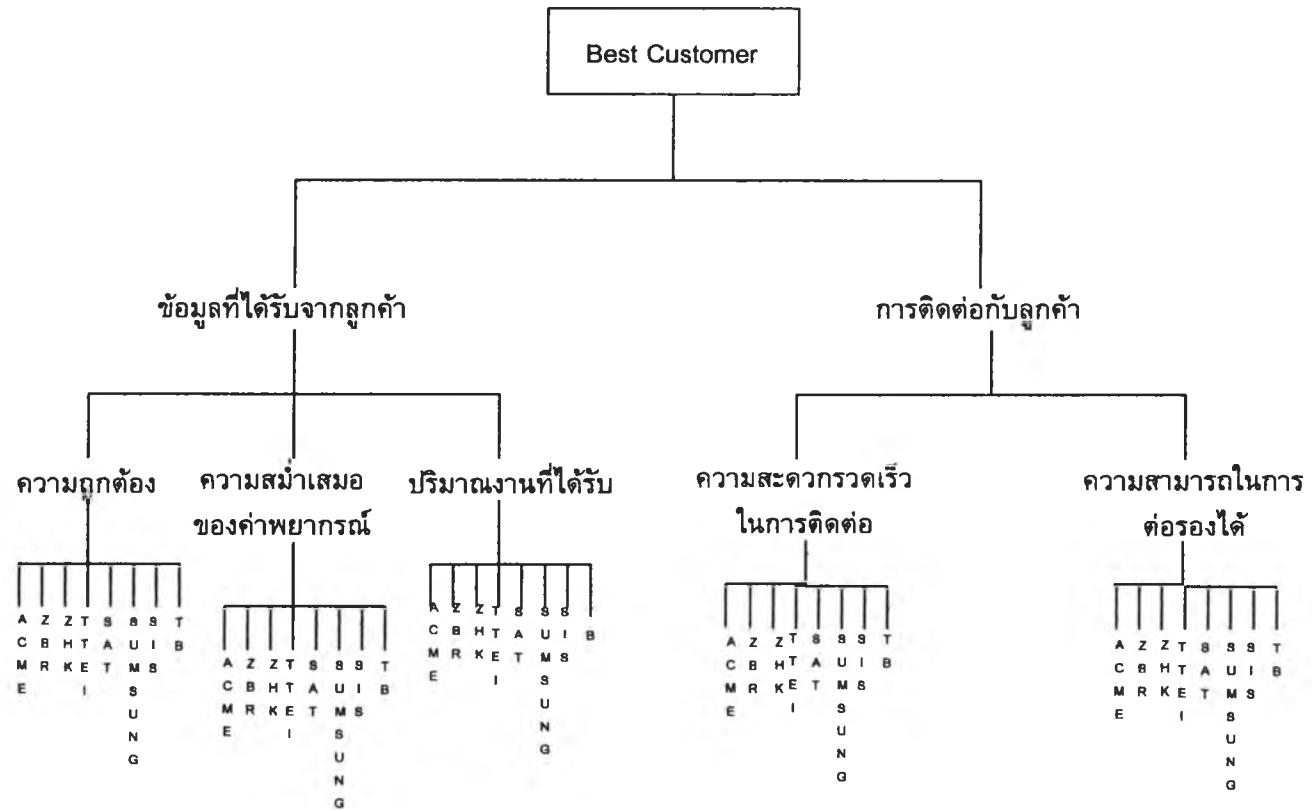 Best Customer
ข้อมูลที่ได้รับจากลูกค้า
การติดต่อกับลูกค้า
ความถูกต้อง
ความสม่ำเสมอ
ของค่าพยากรณ์
ปริมาณงานที่ได้รับ
ความสะดวกรวดเร็ว
ในการติดต่อ
ความสามารถในการ
ต่อรองได้
ACME ZBR ZHK TTEI SAT SUMSUNG SIS TB
ACME ZBR ZHK TTEI SAT SUMSUNG SIS TB
ACME ZBR ZHK TTEI SAT SUMSUNG SIS B
ACME ZBR ZHK TTEI SAT SUMSUNG SIS TB
ACME ZBR ZHK TTEI SAT SUMSUNG SIS TB